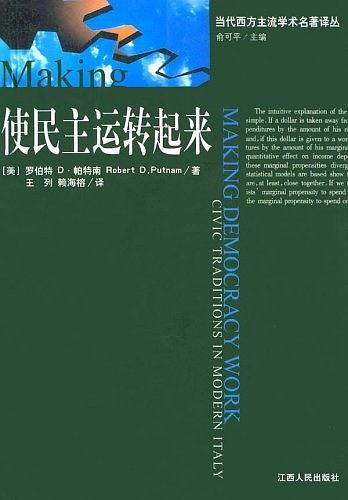 当代西方主流学术名著译丛
俞可平/主编
Making
使民主运转起来
[美]罗伯特 D·帕特南 Robert D.Putnam/著
王 列 赖海榕/译
MAKING DEMOCRACY WORK
CIVIC TRADITIONS IN MODERN ITALY
The intuitive explanation of the
simple. If a dollar is taken away fr
penditures by the amount of his m
and, if this dollar is given to a wor
tures by the amount of his margina
quantitative effect on income depe
these marginal propensities diverg
statistical models are based show t
are, at least, close together. If we t
ists' marginal propensity to spend
the marginal propensity to spend o
江西人民出版社